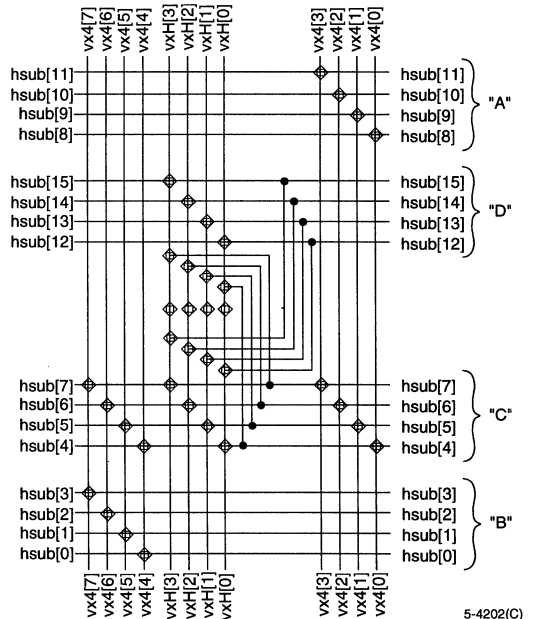 vx4[7] vx4[6] vx4[5] vx4[4] vxH[3] vxH[2] vxH[1] vxH[0] vx4[3] vx4[2] vx4[1] vx4[0]
hsub[11] hsub[11]
hsub[10] hsub[10]
hsub[9] hsub[9]
hsub[8] hsub[8]
"A"
hsub[15] hsub[15]
hsub[14] hsub[14]
hsub[13] hsub[13]
hsub[12] hsub[12]
"D"
hsub[7] hsub[7]
hsub[6] hsub[6]
hsub[5] hsub[5]
hsub[4] hsub[4]
"C"
hsub[3] hsub[3]
hsub[2] hsub[2]
hsub[1] hsub[1]
hsub[0] hsub[0]
"B"
vx4[7] vx4[6] vx4[5] vx4[4] vxH[3] vxH[2] vxH[1] vxH[0] vx4[3] vx4[2] vx4[1] vx4[0]
5-4202(C)